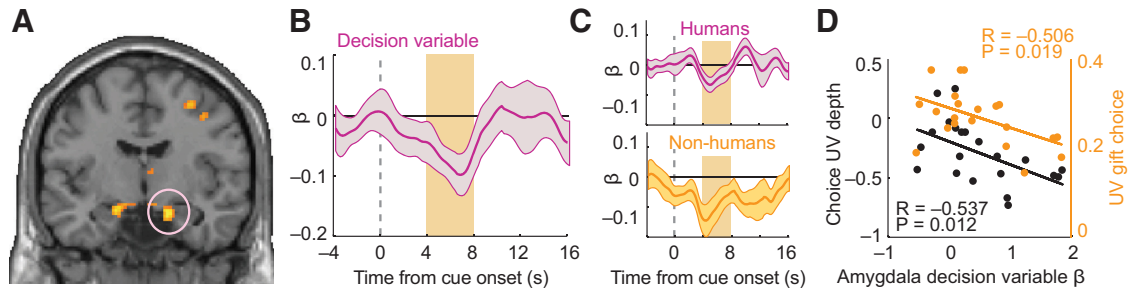 A
B
Decision variable
0.1
0
–0.1
–0.2
β
–4
0
4
8
12
16
Time from cue onset (s)
C
Humans
0.1
0
–0.1
β
Non-humans
0.1
0
–0.1
β
–4
0
4
8
12
16
Time from cue onset (s)
D
R = –0.506
P = 0.019
0.5
0
–0.5
–1
Choice UV depth
R = –0.537
P = 0.012
0.4
0.2
0
UV gift choice
–1
0
1
2
Amygdala decision variable β